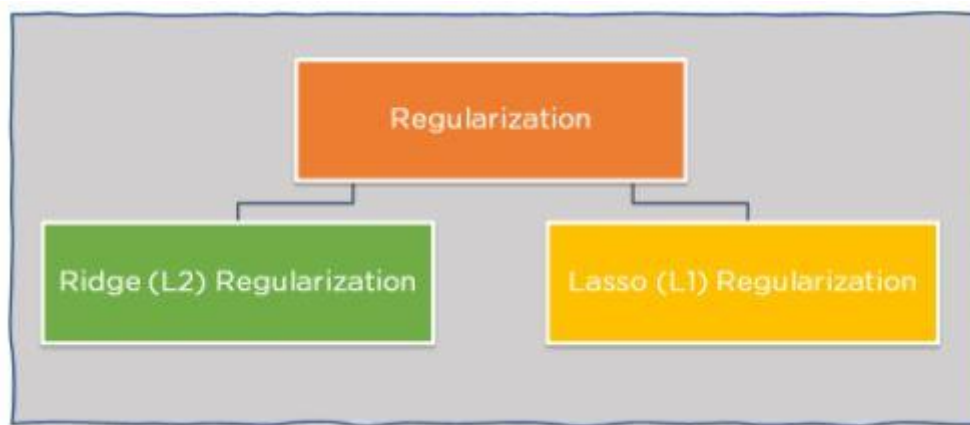 Regularization
Ridge (L2) Regularization
Lasso (L1) Regularization